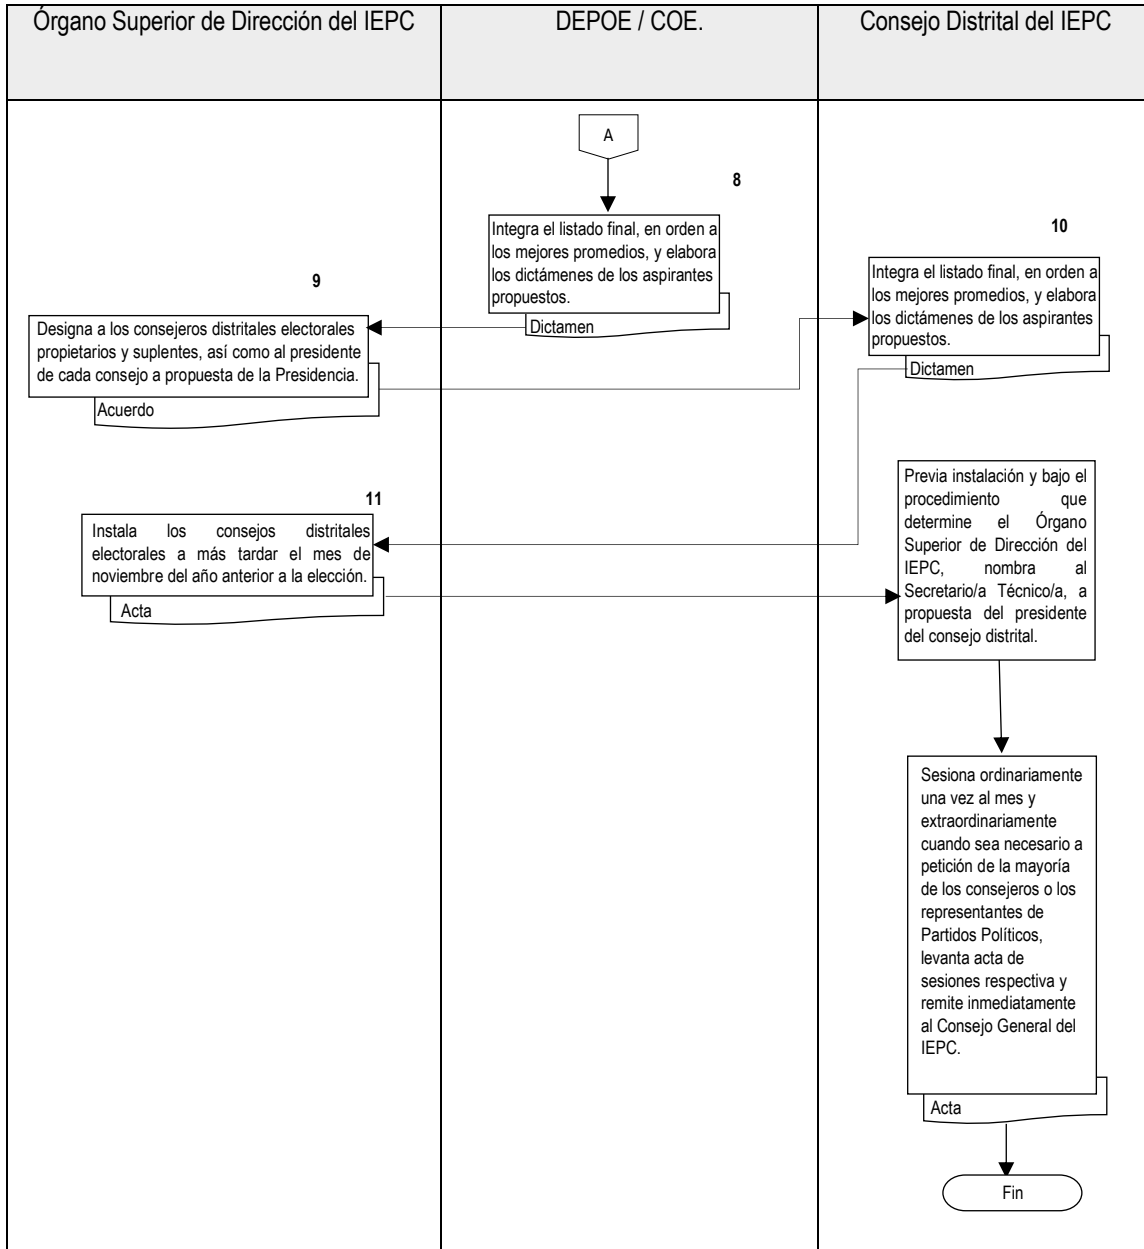 Órgano Superior de Dirección del IEPC
DEPOE / COE.
Consejo Distrital del IEPC
A
8
Integra el listado final, en orden a
los mejores promedios, y elabora
los dictámenes de los aspirantes
propuestos.
Dictamen
9
Designa a los consejeros distritales electorales
propietarios y suplentes, así como al presidente
de cada consejo a propuesta de la Presidencia.
Acuerdo
10
Integra el listado final, en orden a
los mejores promedios, y elabora
los dictámenes de los aspirantes
propuestos.
Dictamen
11
Instala los consejos distritales
electorales a más tardar el mes de
noviembre del año anterior a la elección.
Acta
Previa instalación y bajo el
procedimiento que
determine el Órgano
Superior de Dirección del
IEPC, nombra al
Secretario/a Técnico/a, a
propuesta del presidente
del consejo distrital.
Sesiona ordinariamente
una vez al mes y
extraordinariamente
cuando sea necesario a
petición de la mayoría
de los consejeros o los
representantes de
Partidos Políticos,
levanta acta de
sesiones respectiva y
remite inmediatamente
al Consejo General del
IEPC.
Acta
Fin